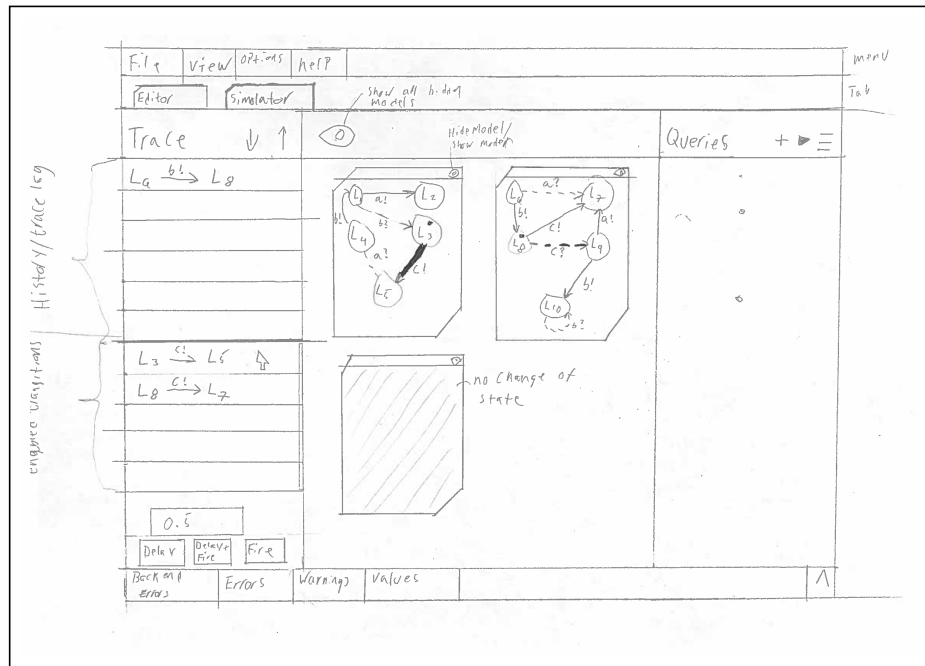 File View Options help
menu
Editor Simulator
Tab
Show all hidden models
Trace ↓ ↑
Hide Model/
show model
Queries + ▶ ☰
History/trace log
L9 b! → L8
L1 a! L2
b! b?
L4 L3
a? c!
L5
L6 a? L7
b! c! a!
L8 c? L9
b!
L10
b?
L3 c! → L5
L8 c! → L7
no change of
state
0.5
Delay
Delay+
Fire
Fire
Backend
Errors
Errors
Warnings
Values
Λ